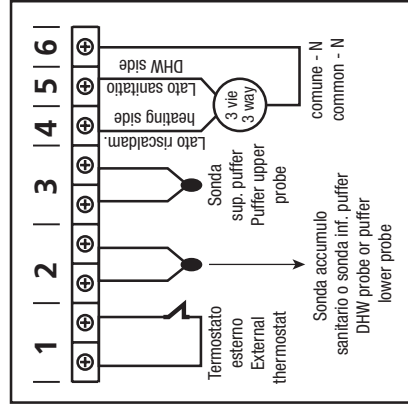 1
2
3
4
5
6
Termostato
esterno
External
thermostat
Sonda accumulo
sanitario o sonda inf. puffer
DHW probe or puffer
lower probe
Sonda
sup. puffer
Puffer upper
probe
Lato riscaldam.
heating side
Lato sanitatio
DHW side
3 vie
3 way
comune - N
common - N